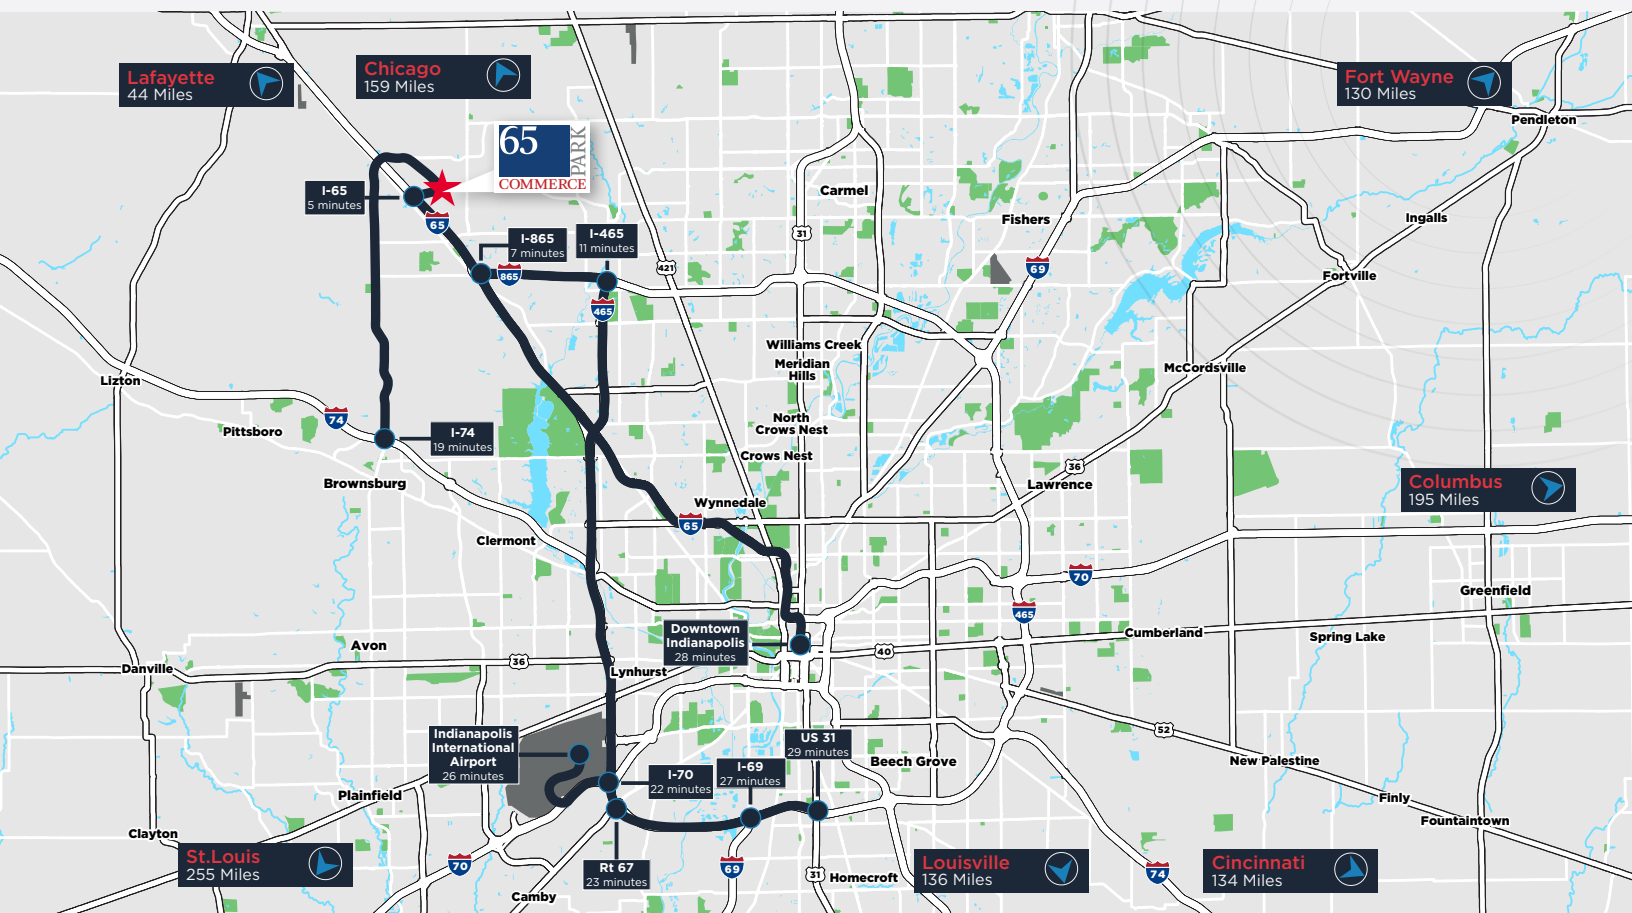 Lafayette
44 Miles
Chicago
159 Miles
Fort Wayne
130 Miles
Pendleton
65
PARK
COMMERCE
I-65
5 minutes
Carmel
Fishers
Ingalls
65
I-865
7 minutes
I-465
11 minutes
31
421
865
69
Fortville
465
Williams Creek
Meridian
Hills
McCordsville
Lizton
74
Pittsboro
I-74
19 minutes
North
Crows Nest
Crows Nest
36
Brownsburg
Lawrence
Columbus
195 Miles
Wynnedale
65
Clermont
70
Greenfield
465
Downtown
Indianapolis
28 minutes
Cumberland
Spring Lake
Avon
40
36
Danville
Lynhurst
Indianapolis
International
Airport
26 minutes
US 31
29 minutes
52
Beech Grove
New Palestine
I-70
22 minutes
I-69
27 minutes
Plainfield
Finly
Fountaintown
Clayton
St.Louis
255 Miles
70
Rt 67
23 minutes
69
31
Homecroft
Louisville
136 Miles
74
Cincinnati
134 Miles
Camby